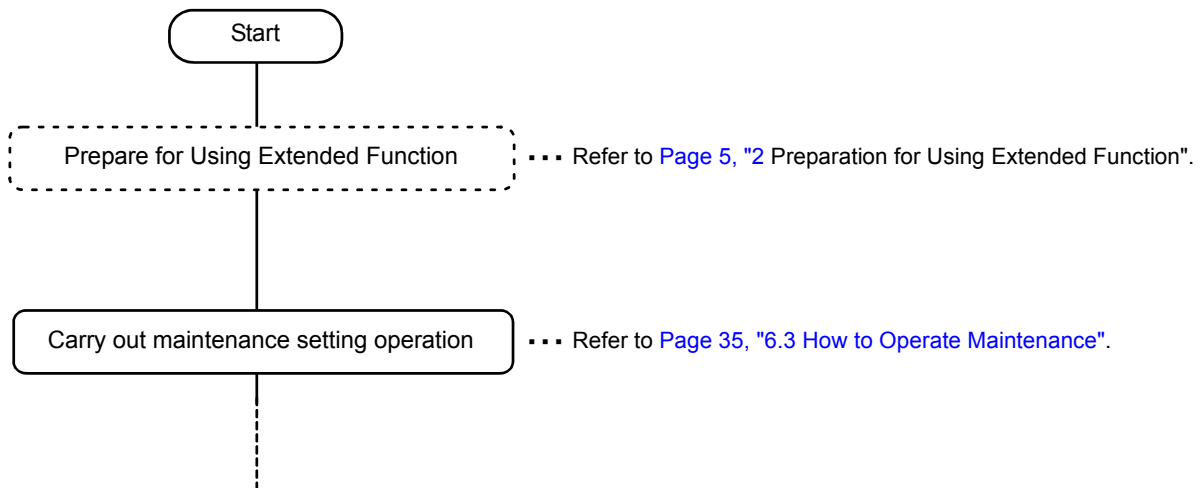 Start
Prepare for Using Extended Function ▪▪▪ Refer to Page 5, "2 Preparation for Using Extended Function".
Carry out maintenance setting operation ▪▪▪ Refer to Page 35, "6.3 How to Operate Maintenance".